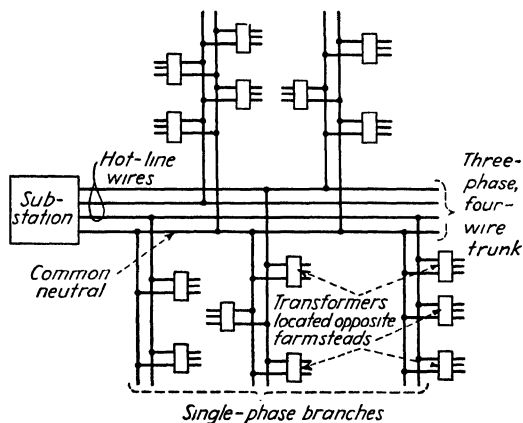 Hot-line
wires
Sub-
station
Three-
phase,
four-
wire
trunk
Common
neutral
Transformers
located opposite
farmsteads
Single-phase branches